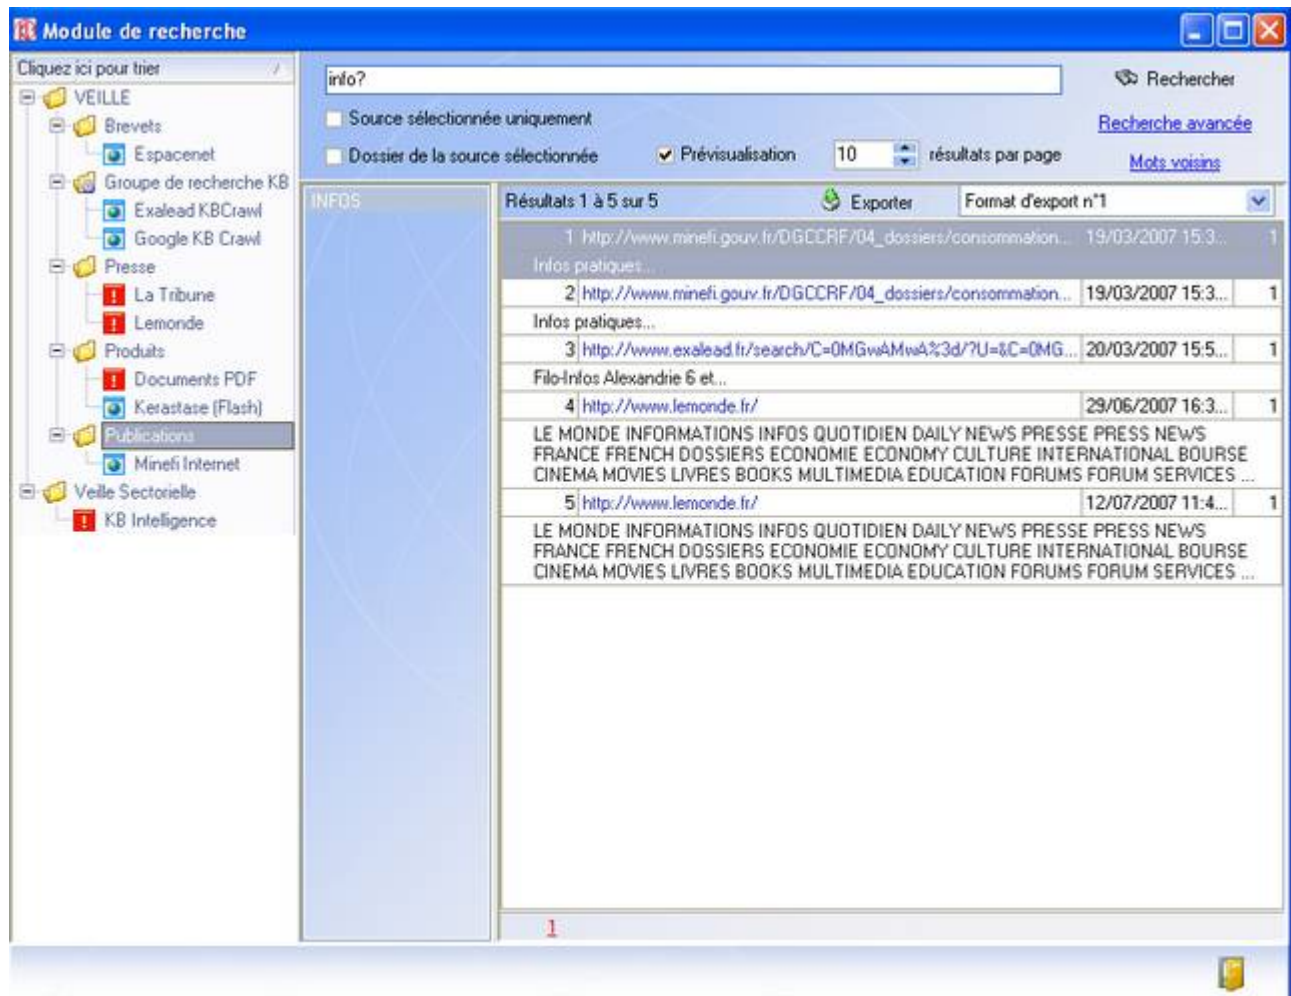 Module de recherche
Cliquez ici pour trier
VEILLE
Brevets
Espacenet
Groupe de recherche KB
Exalead KBCrawl
Google KB Crawl
Presse
La Tribune
Lemonde
Produits
Documents PDF
Kerastase (Flash)
Publications
Minefi Internet
Veille Sectorielle
KB Intelligence
info?
Rechercher
Source sélectionnée uniquement
Recherche avancée
Dossier de la source sélectionnée
Prévisualisation
10
résultats par page
Mots voisins
INFOS
Résultats 1 à 5 sur 5
Exporter
Format d'export n°1
1 http://www.minefi.gouv.fr/DGCCRF/04_dossiers/consommation... 19/03/2007 15:3... 1
Infos pratiques...
2 http://www.minefi.gouv.fr/DGCCRF/04_dossiers/consommation... 19/03/2007 15:3... 1
Infos pratiques...
3 http://www.exalead.fr/search/C=0MGwAMwA%3d/?U=&C=0MG... 20/03/2007 15:5... 1
Filo-Infos Alexandrie 6 et...
4 http://www.lemonde.fr/ 29/06/2007 16:3... 1
LE MONDE INFORMATIONS INFOS QUOTIDIEN DAILY NEWS PRESSE PRESS NEWS
FRANCE FRENCH DOSSIERS ECONOMIE ECONOMY CULTURE INTERNATIONAL BOURSE
CINEMA MOVIES LIVRES BOOKS MULTIMEDIA EDUCATION FORUMS FORUM SERVICES ...
5 http://www.lemonde.fr/ 12/07/2007 11:4... 1
LE MONDE INFORMATIONS INFOS QUOTIDIEN DAILY NEWS PRESSE PRESS NEWS
FRANCE FRENCH DOSSIERS ECONOMIE ECONOMY CULTURE INTERNATIONAL BOURSE
CINEMA MOVIES LIVRES BOOKS MULTIMEDIA EDUCATION FORUMS FORUM SERVICES ...
1